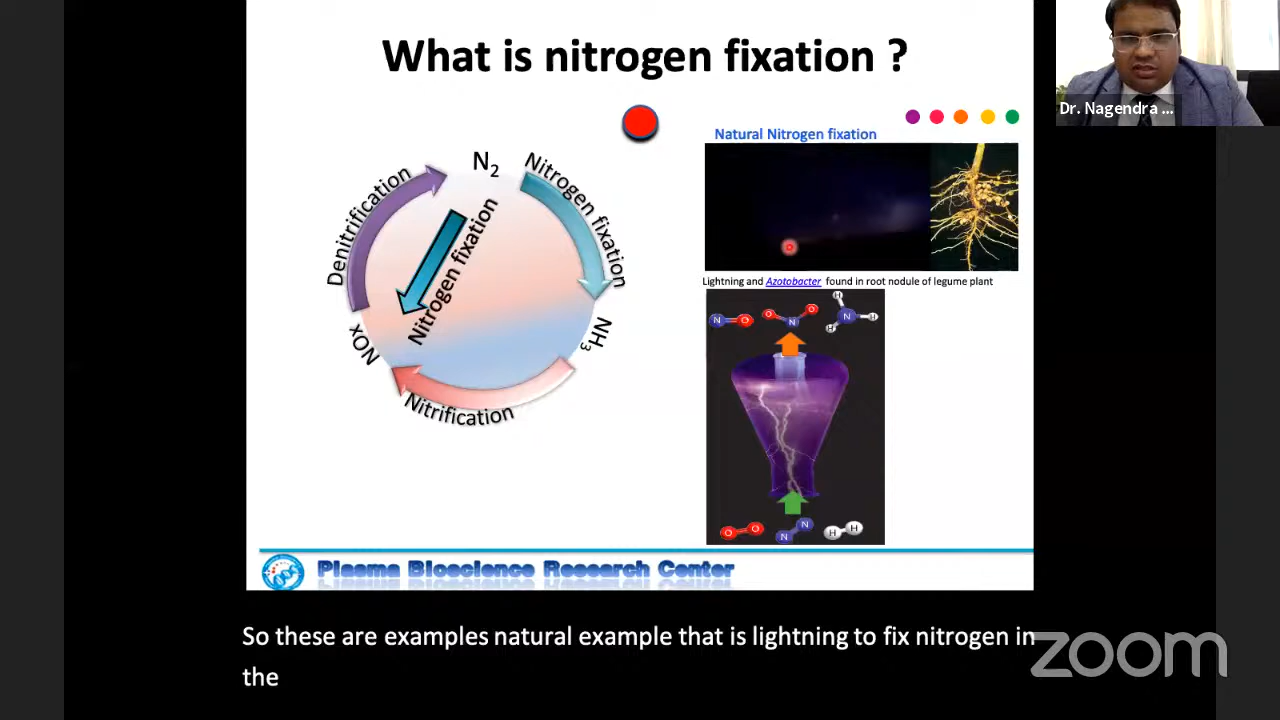 What is nitrogen fixation ?
Dr. Nagendra ...
Natural Nitrogen fixation
N2
Nitrogen fixation
Denitrification
Nitrogen fixation
NOx
NH3
Nitrification
Lightning and Azotobacter found in root nodule of legume plant
N O
O N O
H N H H
O O
N N
H H
Plasma Bioscience Research Center
So these are examples natural example that is lightning to fix nitrogen in
the
zoom